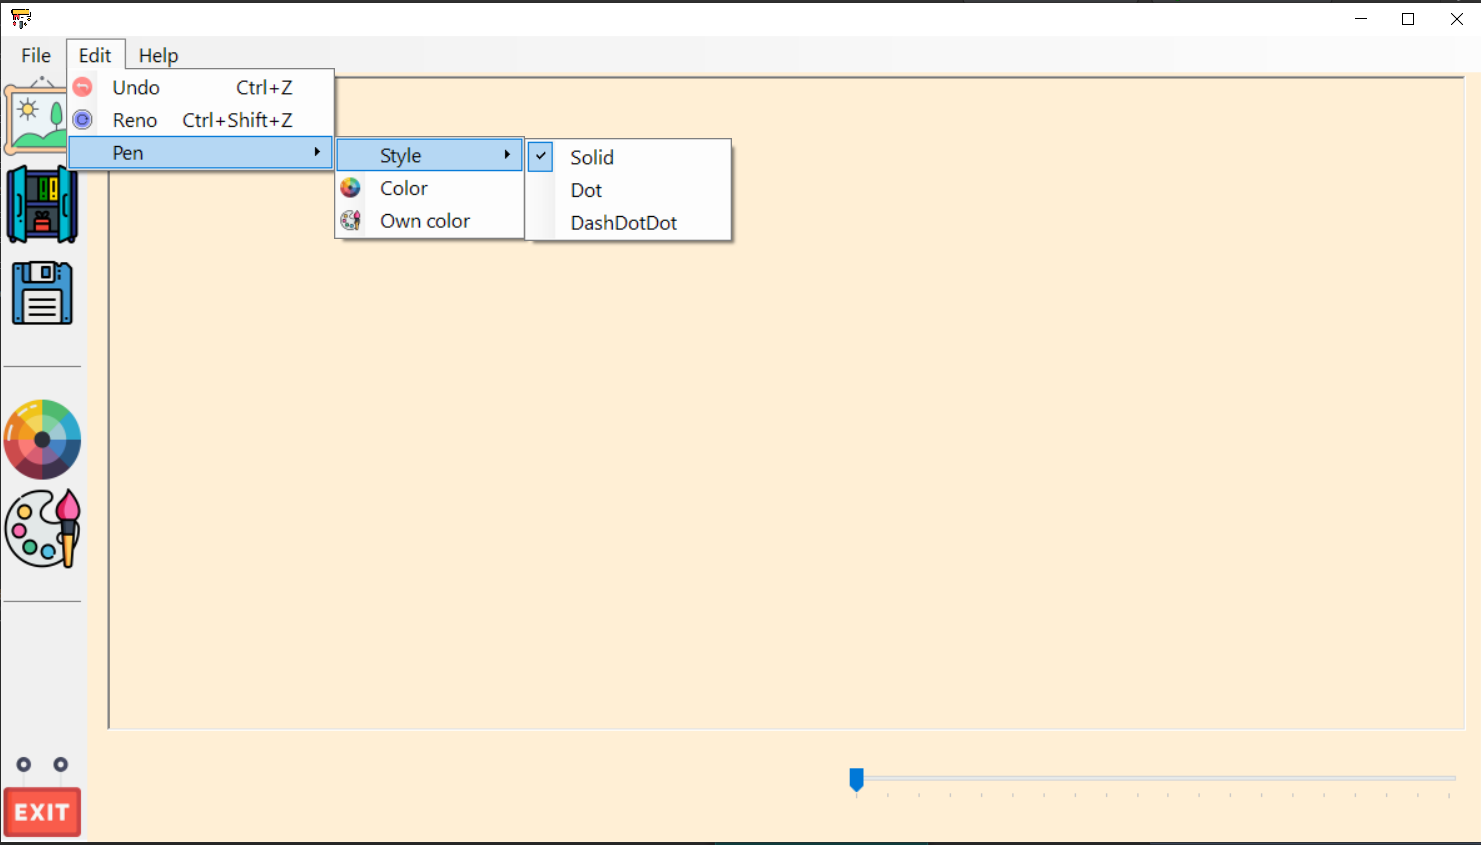 File Edit Help
Undo Ctrl+Z
Reno Ctrl+Shift+Z
Pen
Style
Color
Own color
Solid
Dot
DashDotDot
EXIT